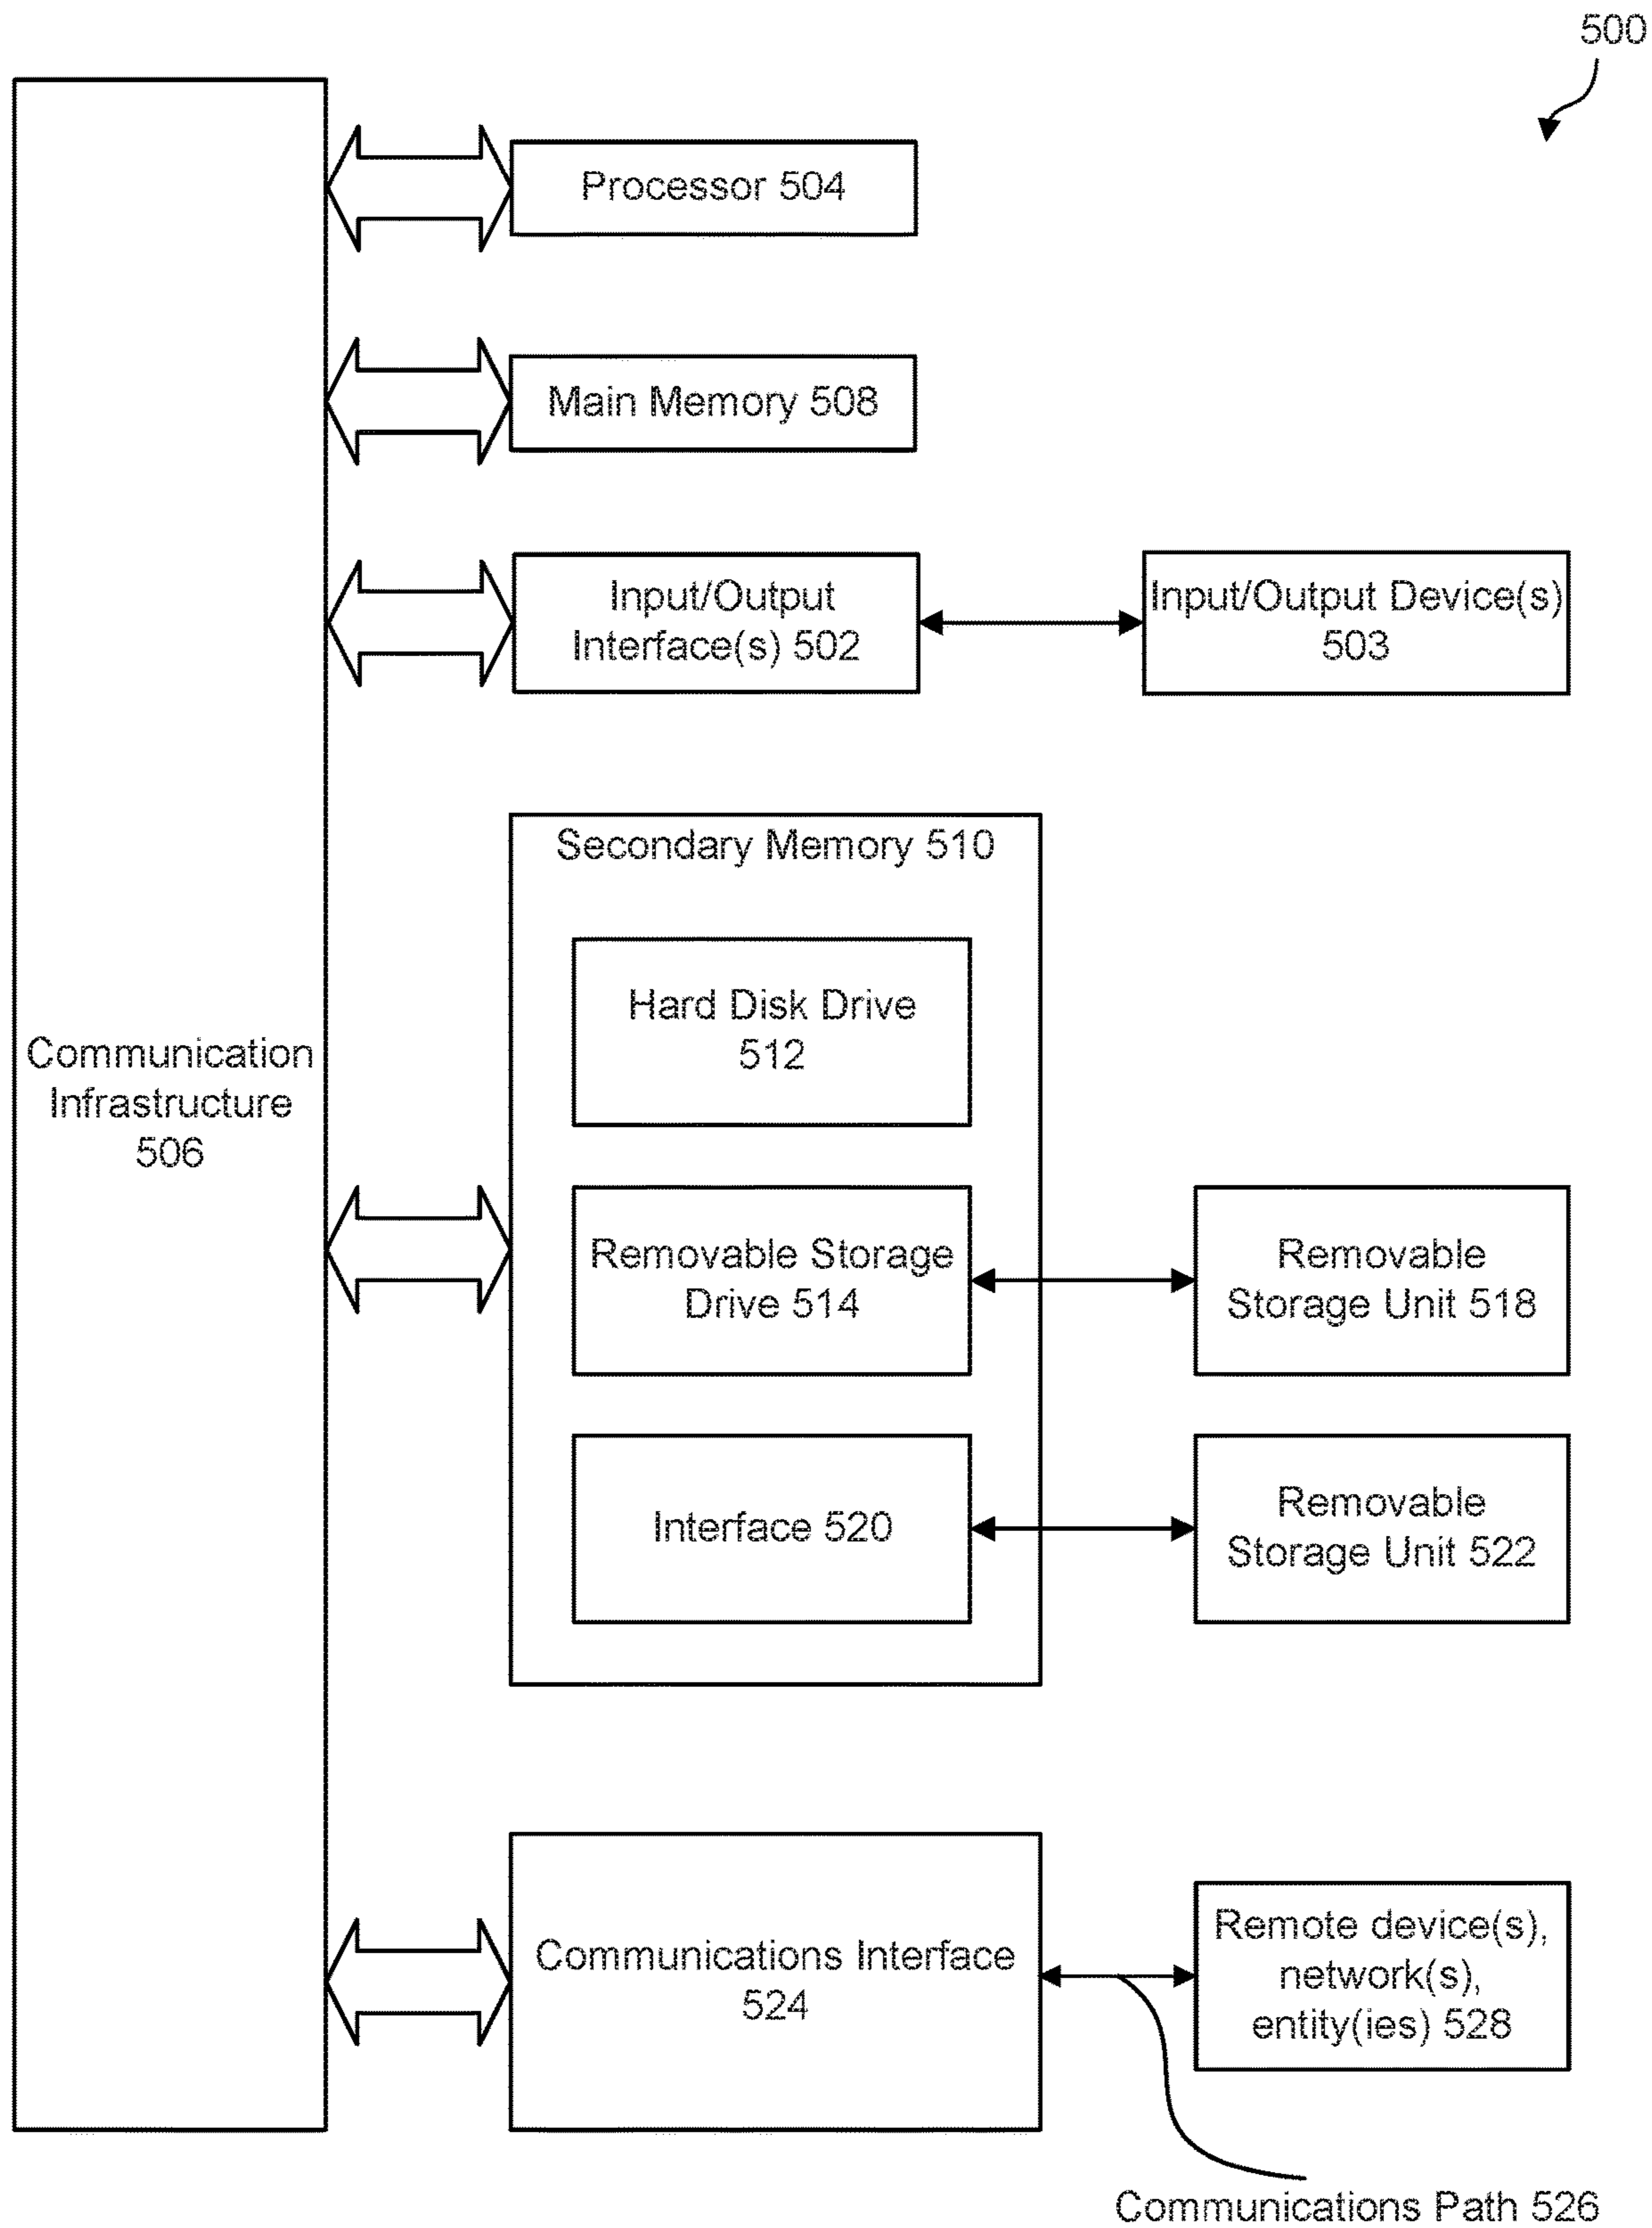 500
Processor 504
Main Memory 508
Input/Output
Interface(s) 502
Input/Output Device(s)
503
Secondary Memory 510
Hard Disk Drive
512
Communication
Infrastructure
506
Removable Storage
Drive 514
Removable
Storage Unit 518
Interface 520
Removable
Storage Unit 522
Communications Interface
524
Remote device(s),
network(s),
entity(ies) 528
Communications Path 526